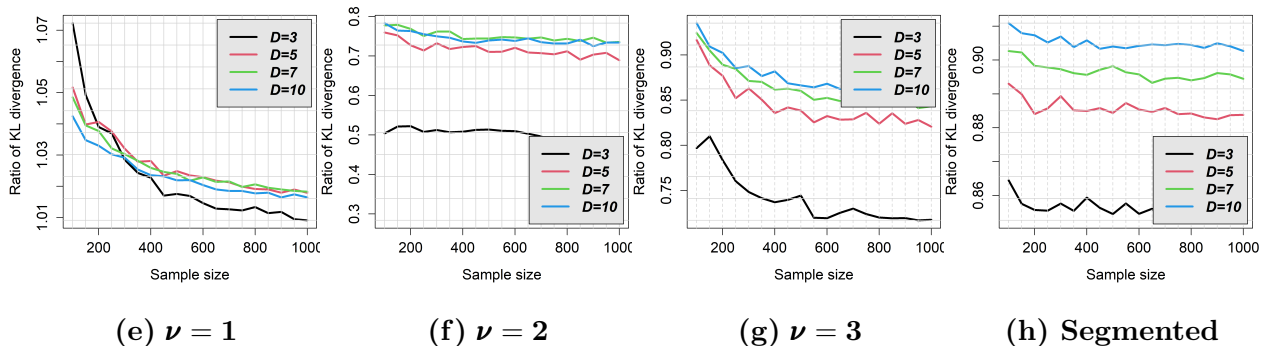 Ratio of KL divergence
1.01 1.03 1.05 1.07
200 400 600 800 1000
Sample size
D=3
D=5
D=7
D=10
(e) ν = 1
Ratio of KL divergence
0.3 0.4 0.5 0.6 0.7 0.8
200 400 600 800 1000
Sample size
D=3
D=5
D=7
D=10
(f) ν = 2
Ratio of KL divergence
0.75 0.80 0.85 0.90
200 400 600 800 1000
Sample size
D=3
D=5
D=7
D=10
(g) ν = 3
Ratio of KL divergence
0.86 0.88 0.90
200 400 600 800 1000
Sample size
D=3
D=5
D=7
D=10
(h) Segmented